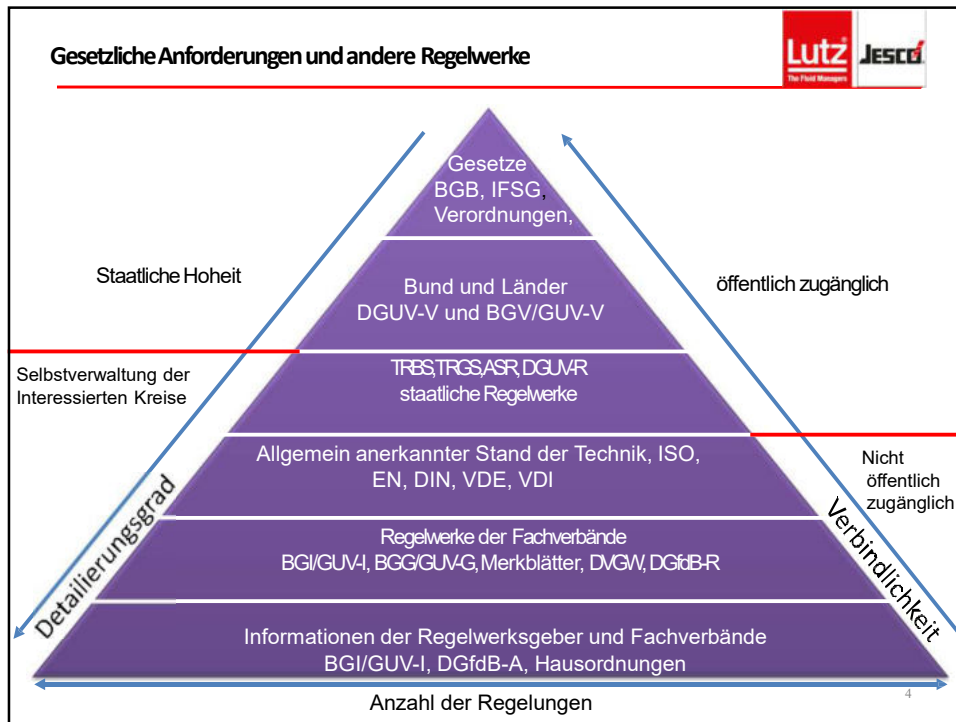 Gesetzliche Anforderungen und andere Regelwerke
Lutz®
The Fluid Managers
JESCO
Gesetze
BGB, IFSG,
Verordnungen,
Staatliche Hoheit
öffentlich zugänglich
Bund und Länder
DGUV-V und BGV/GUV-V
Selbstverwaltung der
Interessierten Kreise
TRBS,TRGS,ASR, DGUV-R
staatliche Regelwerke
Allgemein anerkannter Stand der Technik, ISO,
EN, DIN, VDE, VDI
Nicht
öffentlich
zugänglich
Detailierungsgrad
Verbindlichkeit
Regelwerke der Fachverbände
BGI/GUV-I, BGG/GUV-G, Merkblätter, DVGW, DGfdB-R
Informationen der Regelwerksgeber und Fachverbände
BGI/GUV-I, DGfdB-A, Hausordnungen
Anzahl der Regelungen
4